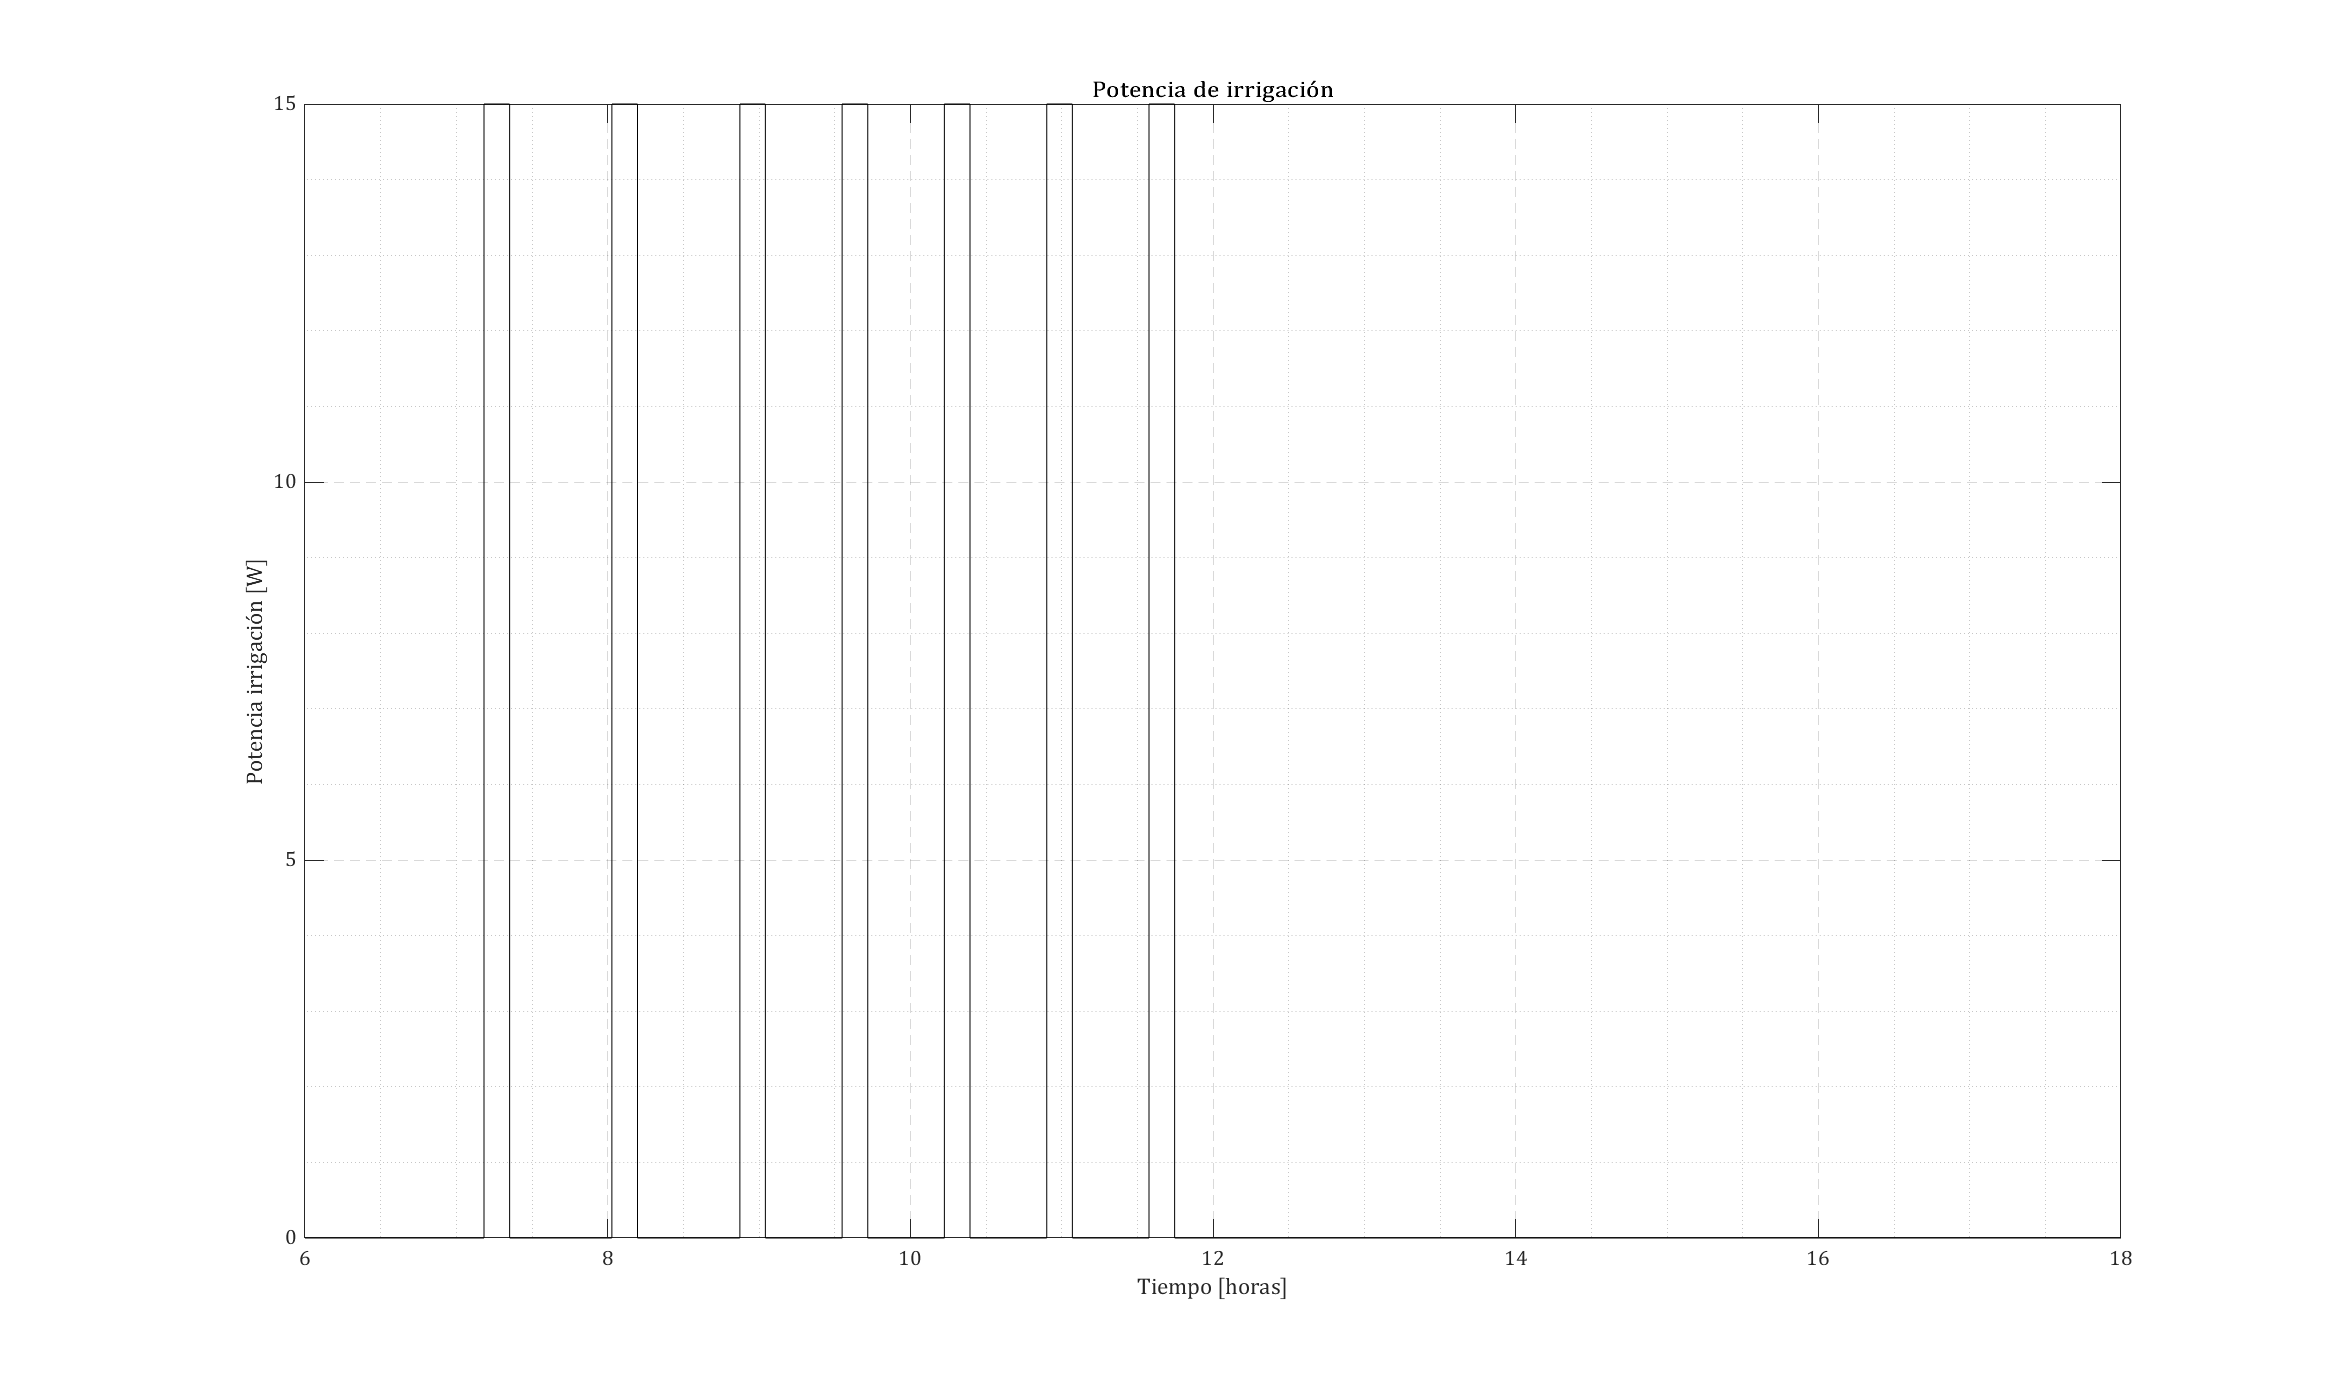 Potencia de irrigación
15
10
5
0
Potencia irrigación [W]
6 8 10 12 14 16 18
Tiempo [horas]